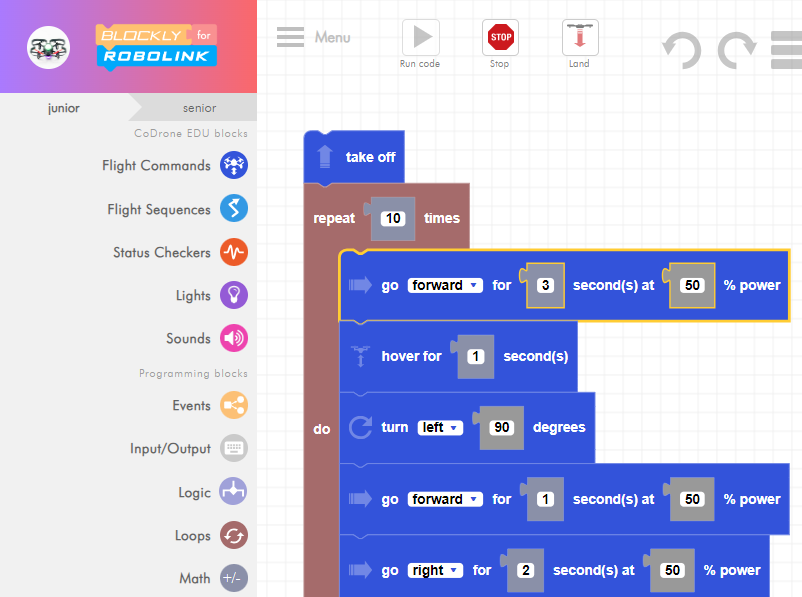 BLOCKLY for
ROBOLINK
Menu
STOP
Run code
Stop
Land
junior
senior
CoDrone EDU blocks
Flight Commands
Flight Sequences
Status Checkers
Lights
Sounds
Programming blocks
Events
Input/Output
Logic
Loops
Math
+/-
take off
repeat 10 times
do
go forward for 3 second(s) at 50 % power
hover for 1 second(s)
turn left 90 degrees
go forward for 1 second(s) at 50 % power
go right for 2 second(s) at 50 % power